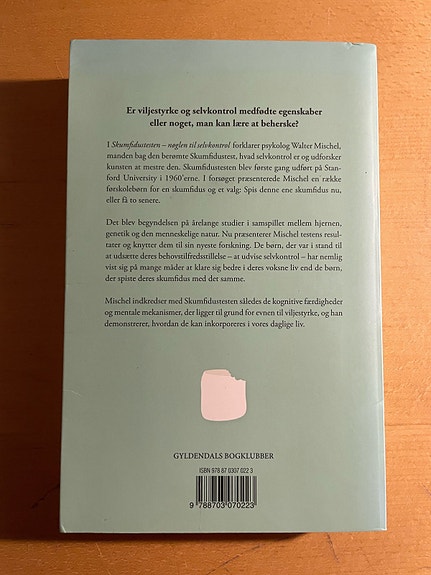 Er viljestyrke og selvkontrol medfødte egenskaber
eller noget, man kan lære at beherske?
I Skumfidustesten – nøglen til selvkontrol forklarer psykolog Walter Mischel,
manden bag den berømte Skumfidustest, hvad selvkontrol er og udforsker
kunsten at mestre den. Skumfidustesten blev første gang udført på Stan-
ford University i 1960'erne. I forsøget præsenterede Mischel en række
førskolebørn for en skumfidus og et valg: Spis denne ene skumfidus nu,
eller få to senere.
Det blev begyndelsen på årelange studier i samspillet mellem hjernen,
genetik og den menneskelige natur. Nu præsenterer Mischel testens resul-
tater og knytter dem til sin nyeste forskning. De børn, der var i stand til
at udsætte deres behovstilfredsstillelse – at udvise selvkontrol – har nemlig
vist sig på mange måder at klare sig bedre i deres voksne liv end de børn,
der spiste deres skumfidus med det samme.
Mischel indkredser med Skumfidustesten således de kognitive færdigheder
og mentale mekanismer, der ligger til grund for evnen til viljestyrke, og han
demonstrerer, hvordan de kan inkorporeres i vores daglige liv.
GYLDENDALS BOGKLUBBER
ISBN 978 87 0307 022 3
9 788703 070223